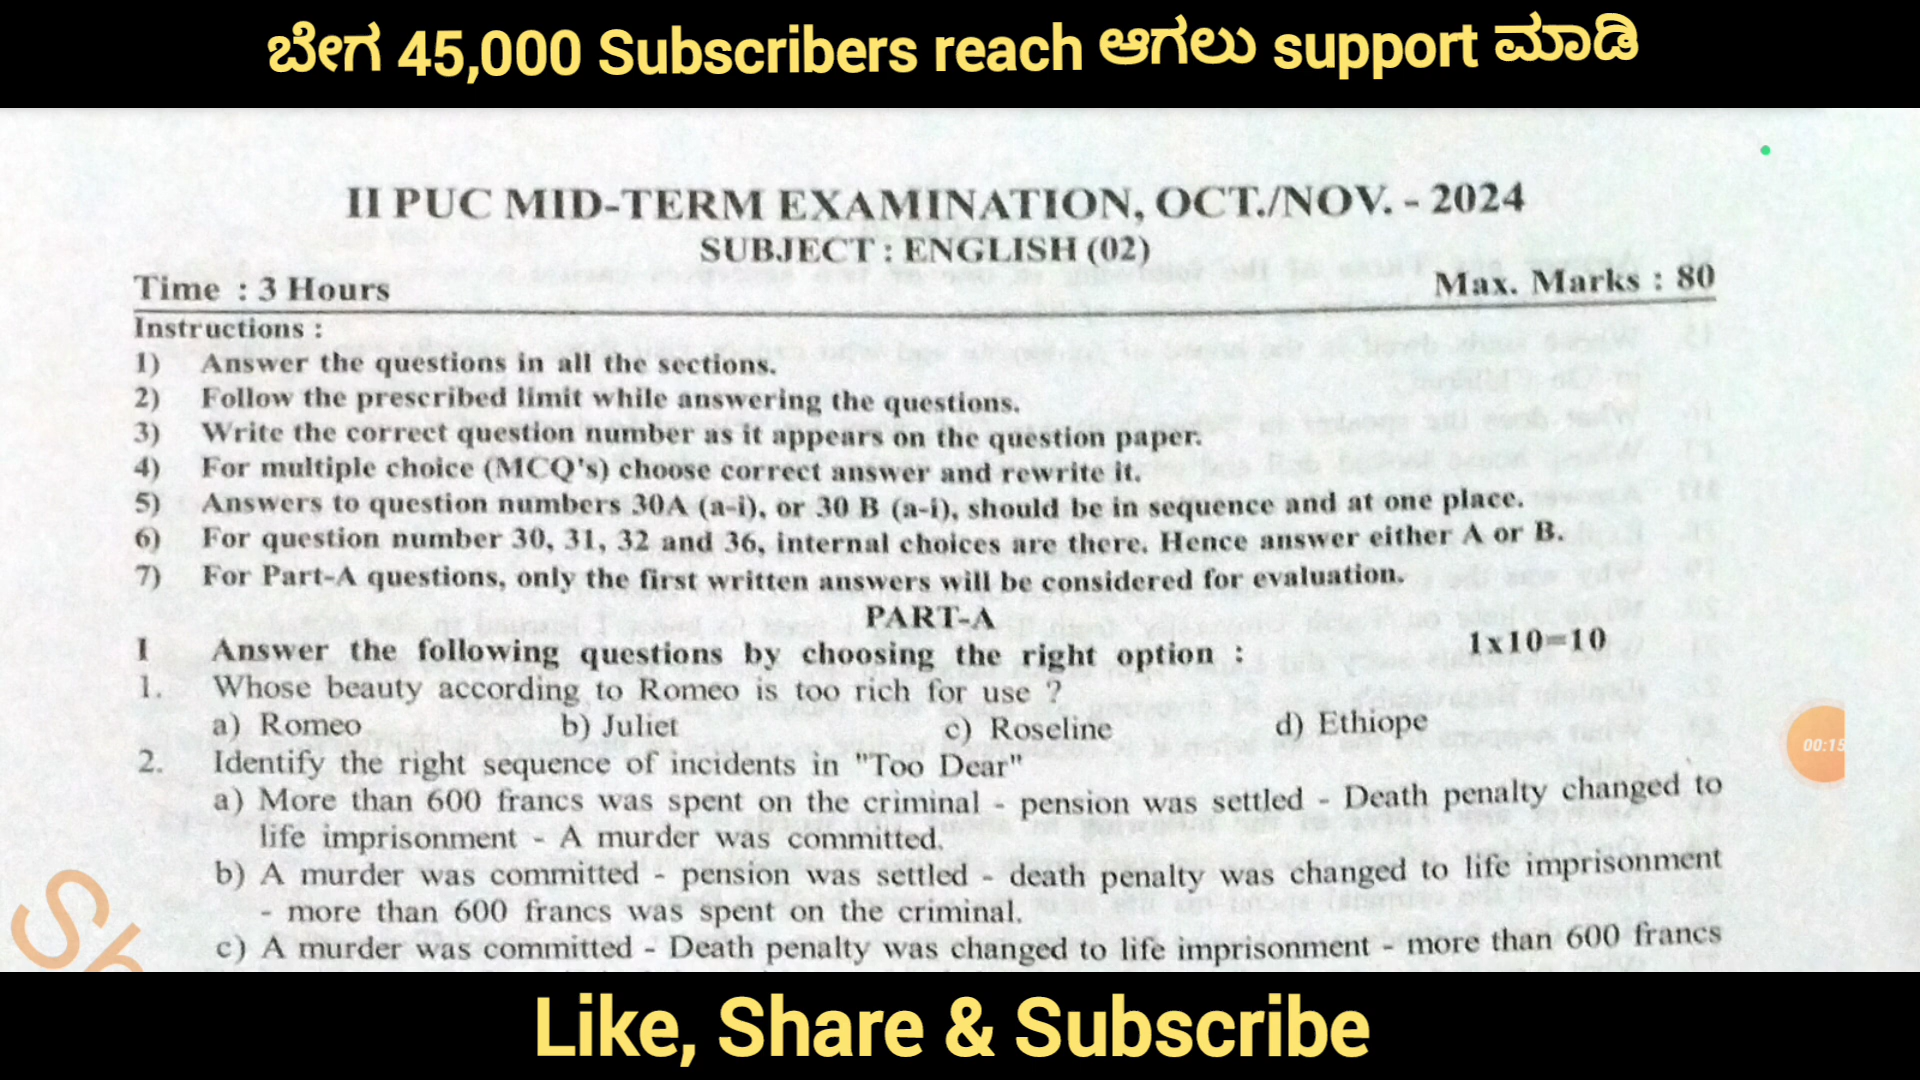 ಬೇಗ 45,000 Subscribers reach ಆಗಲು support ಮಾಡಿ
II PUC MID-TERM EXAMINATION, OCT./NOV. - 2024
SUBJECT : ENGLISH (02)
Time : 3 Hours Max. Marks : 80
Instructions :
1) Answer the questions in all the sections.
2) Follow the prescribed limit while answering the questions.
3) Write the correct question number as it appears on the question paper.
4) For multiple choice (MCQ's) choose correct answer and rewrite it.
5) Answers to question numbers 30A (a-i), or 30 B (a-i), should be in sequence and at one place.
6) For question number 30, 31, 32 and 36, internal choices are there. Hence answer either A or B.
7) For Part-A questions, only the first written answers will be considered for evaluation.
PART-A
I Answer the following questions by choosing the right option : 1x10=10
1. Whose beauty according to Romeo is too rich for use ?
a) Romeo b) Juliet c) Roseline d) Ethiope
2. Identify the right sequence of incidents in "Too Dear"
a) More than 600 francs was spent on the criminal - pension was settled - Death penalty changed to
life imprisonment - A murder was committed.
b) A murder was committed - pension was settled - death penalty was changed to life imprisonment
- more than 600 francs was spent on the criminal.
c) A murder was committed - Death penalty was changed to life imprisonment - more than 600 francs
00:15
Sh
Like, Share & Subscribe